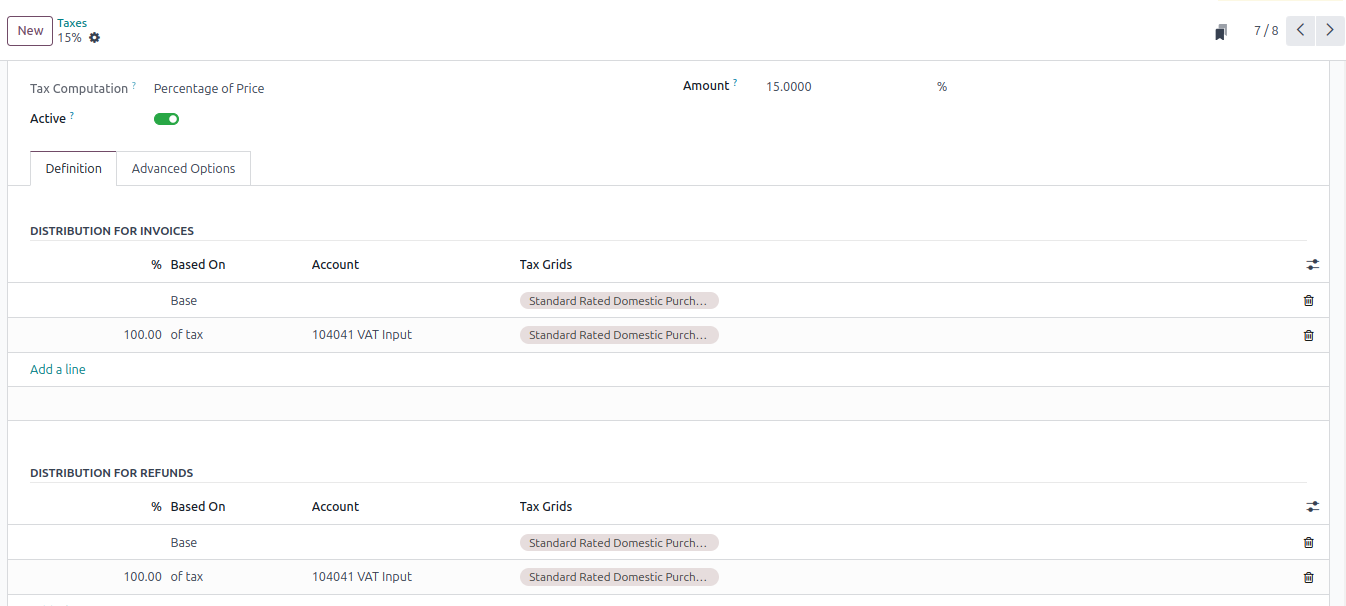 New
Taxes
15%
7 / 8
Tax Computation ? Percentage of Price
Amount ? 15.0000 %
Active ?
Definition Advanced Options
DISTRIBUTION FOR INVOICES
% Based On Account Tax Grids
Base Standard Rated Domestic Purch...
100.00 of tax 104041 VAT Input Standard Rated Domestic Purch...
Add a line
DISTRIBUTION FOR REFUNDS
% Based On Account Tax Grids
Base Standard Rated Domestic Purch...
100.00 of tax 104041 VAT Input Standard Rated Domestic Purch...